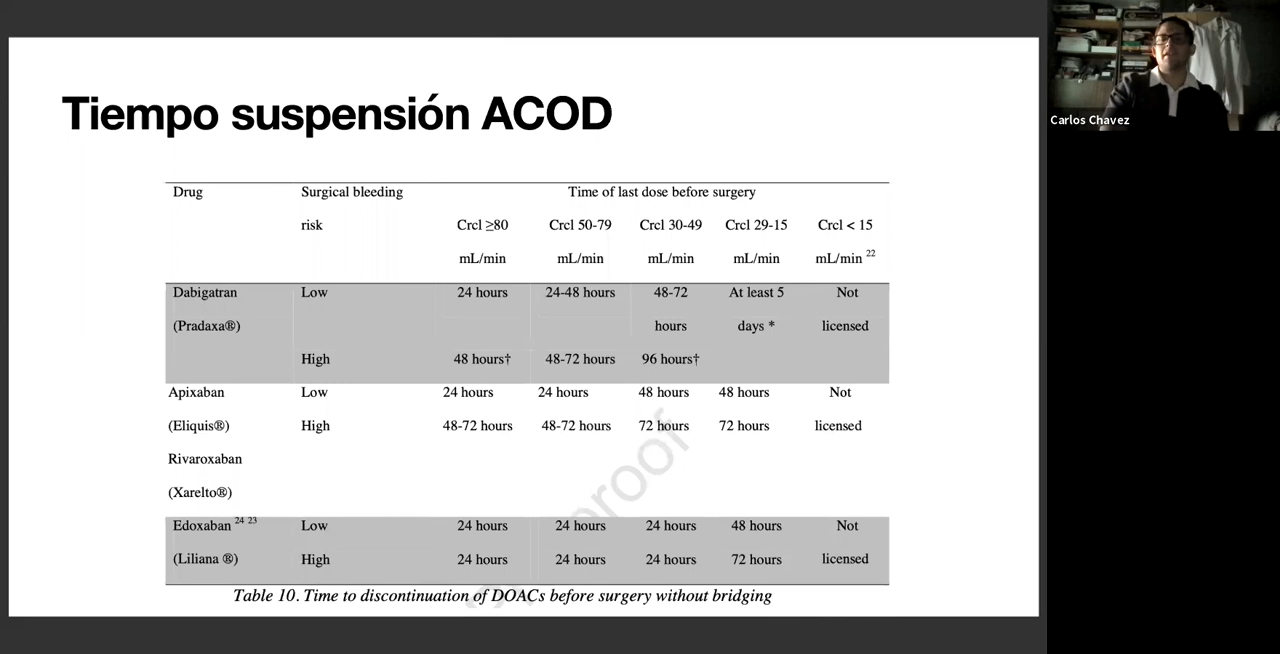 Tiempo suspensión ACOD
Drug Surgical bleeding Time of last dose before surgery
risk Crcl ≥80 Crcl 50-79 Crcl 30-49 Crcl 29-15 Crcl < 15
mL/min mL/min mL/min mL/min mL/min 22
Dabigatran Low 24 hours 24-48 hours 48-72 At least 5 Not
(Pradaxa®) hours days * licensed
High 48 hours† 48-72 hours 96 hours†
Apixaban Low 24 hours 24 hours 48 hours 48 hours Not
(Eliquis®) High 48-72 hours 48-72 hours 72 hours 72 hours licensed
Rivaroxaban
(Xarelto®)
Edoxaban 24 23 Low 24 hours 24 hours 24 hours 48 hours Not
(Liliana ®) High 24 hours 24 hours 24 hours 72 hours licensed
Table 10. Time to discontinuation of DOACs before surgery without bridging
Carlos Chavez